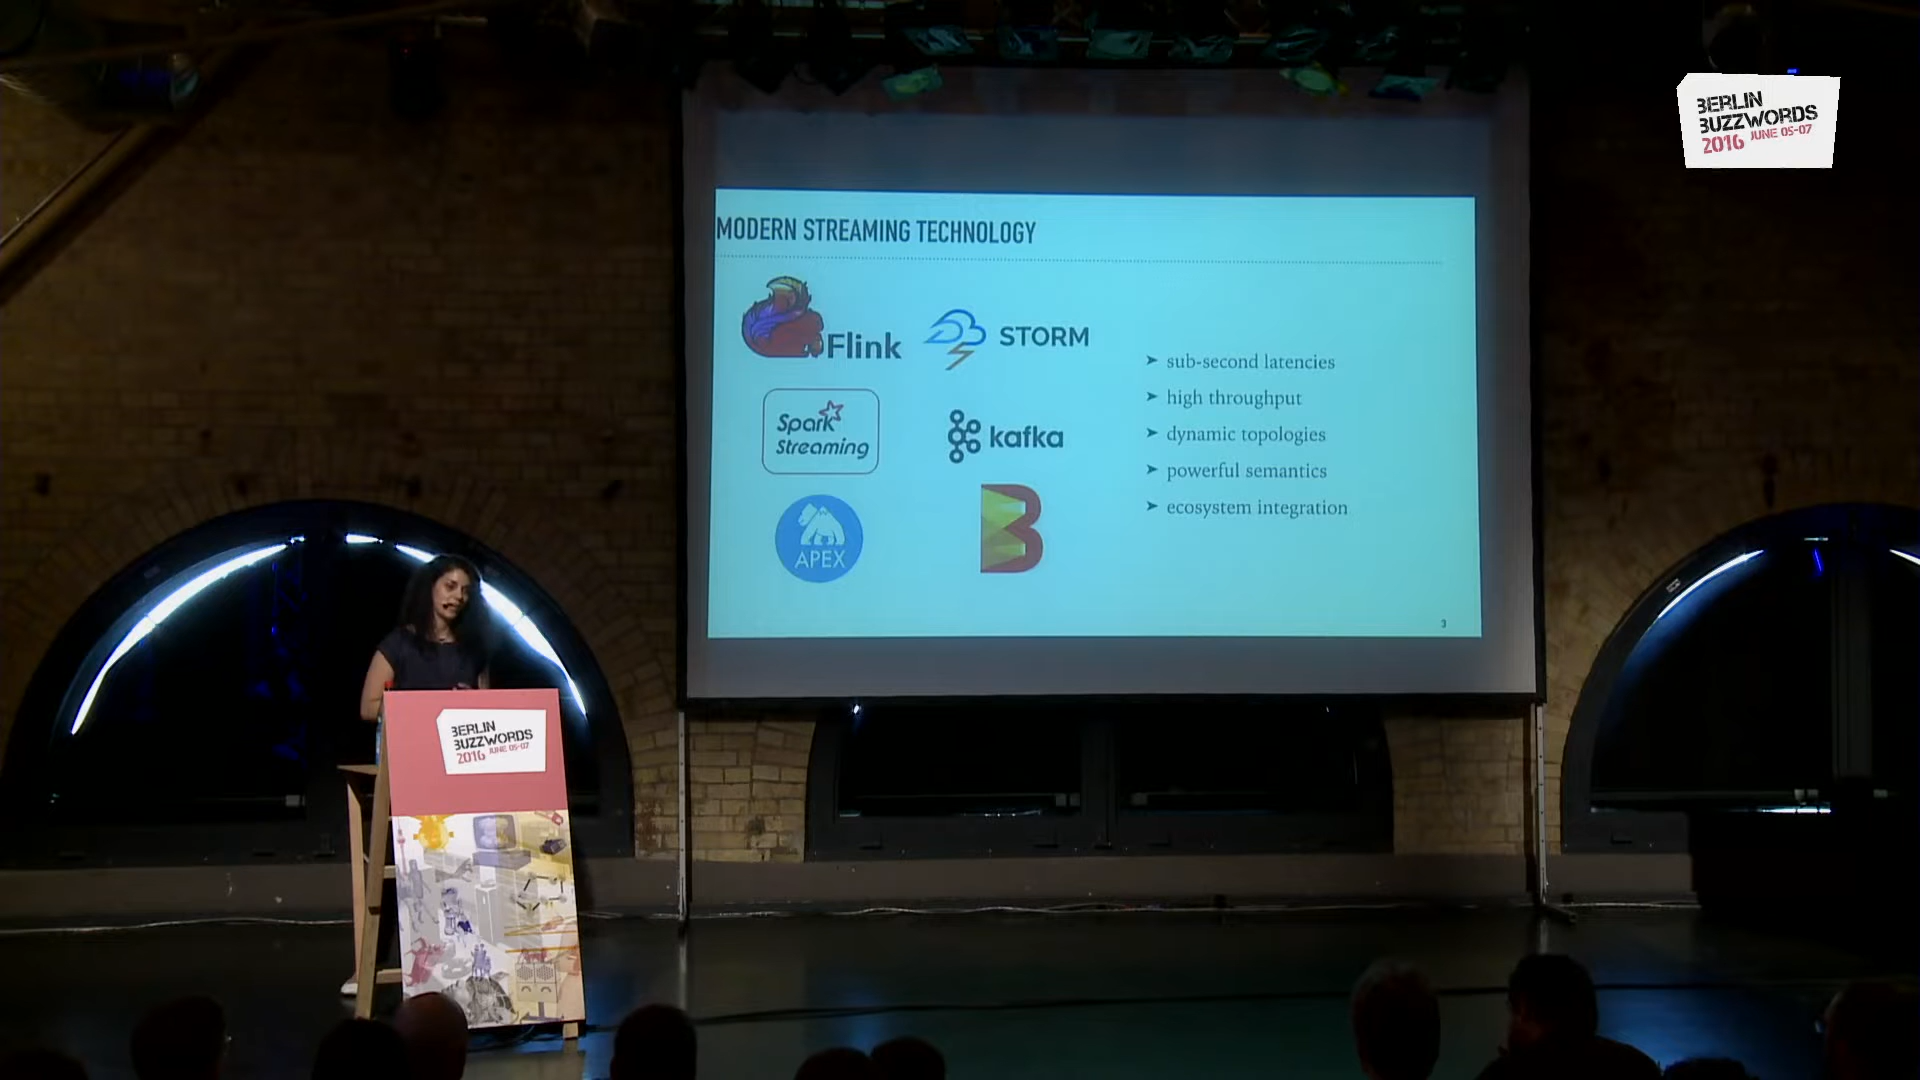 BERLIN
BUZZWORDS
2016 JUNE 05-07
MODERN STREAMING TECHNOLOGY
Flink
STORM
Spark
Streaming
kafka
APEX
➤ sub-second latencies
➤ high throughput
➤ dynamic topologies
➤ powerful semantics
➤ ecosystem integration
3
BERLIN
BUZZWORDS
2016 JUNE 05-07